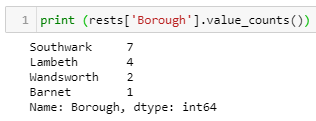 1 print (rests['Borough'].value_counts())
Southwark 7
Lambeth 4
Wandsworth 2
Barnet 1
Name: Borough, dtype: int64